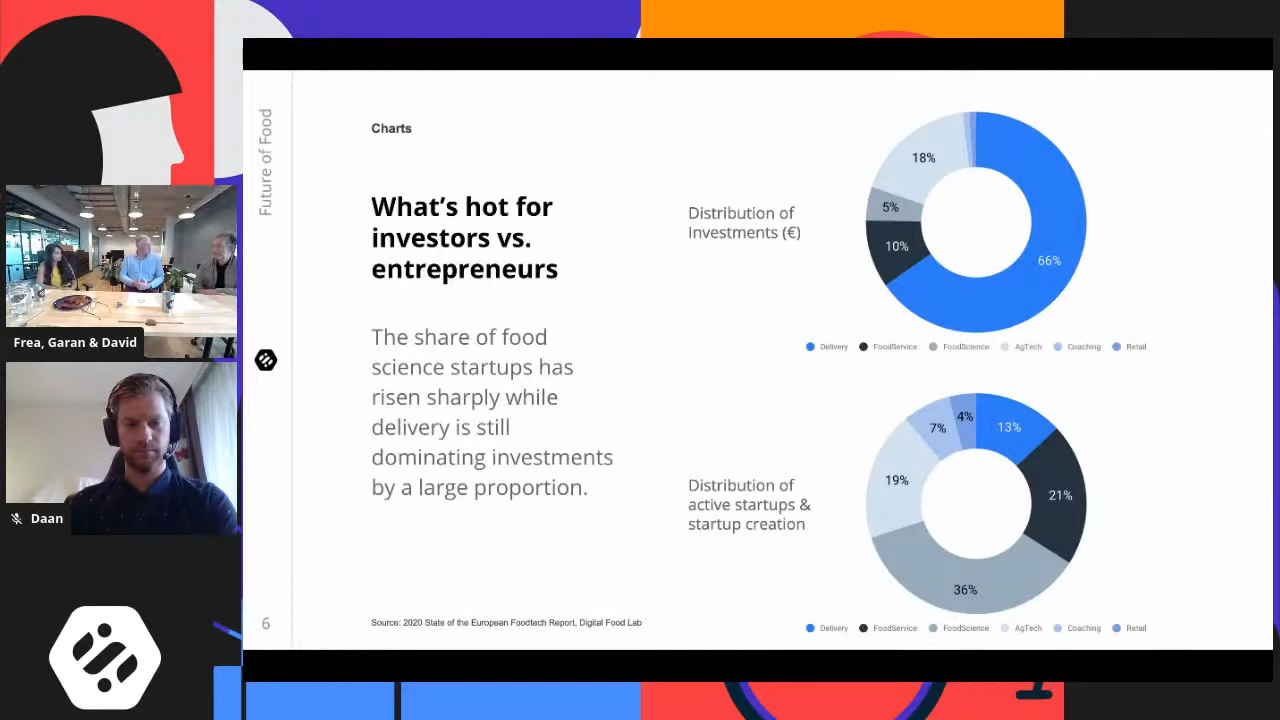 Future of Food
Charts
What's hot for
investors vs.
entrepreneurs
The share of food
science startups has
risen sharply while
delivery is still
dominating investments
by a large proportion.
Source: 2020 State of the European Foodtech Report, Digital Food Lab
6
Distribution of
Investments (€)
18%
5%
10%
66%
Delivery FoodService FoodScience AgTech Coaching Retail
Distribution of
active startups &
startup creation
4%
7%
13%
19%
21%
36%
Delivery FoodService FoodScience AgTech Coaching Retail
Frea, Garan & David
Daan